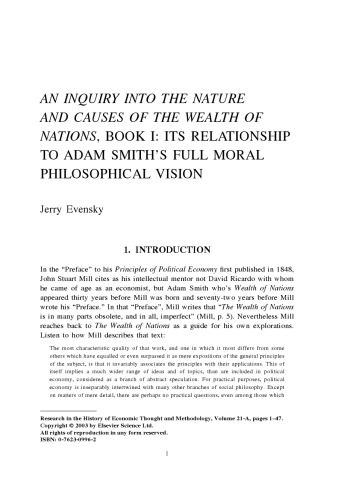 AN INQUIRY INTO THE NATURE
AND CAUSES OF THE WEALTH OF
NATIONS, BOOK I: ITS RELATIONSHIP
TO ADAM SMITH'S FULL MORAL
PHILOSOPHICAL VISION
Jerry Evensky
1. INTRODUCTION
In the "Preface" to his Principles of Political Economy first published in 1848,
John Stuart Mill cites as his intellectual mentor not David Ricardo with whom
he came of age as an economist, but Adam Smith who's Wealth of Nations
appeared thirty years before Mill was born and seventy-two years before Mill
wrote his "Preface." In that "Preface", Mill writes that "The Wealth of Nations
is in many parts obsolete, and in all, imperfect" (Mill, p. 5). Nevertheless Mill
reaches back to The Wealth of Nations as a guide for his own explorations.
Listen to how Mill describes that text:
The most characteristic quality of that work, and one in which it most differs from some
others which have equalled or even surpassed it as mere expositions of the general principles
of the subject, is that it invariably associates the principles with their applications. This of
itself implies a much wider range of ideas and of topics, than are included in political
economy, considered as a branch of abstract speculation. For practical purposes, political
economy is inseparably intertwined with many other branches of social philosophy. Except
on matters of mere detail, there are perhaps no practical questions, even among those which
Research in the History of Economic Thought and Methodology, Volume 21-A, pages 1–47.
Copyright © 2003 by Elsevier Science Ltd.
All rights of reproduction in any form reserved.
ISBN: 0-7623-0996-2
1